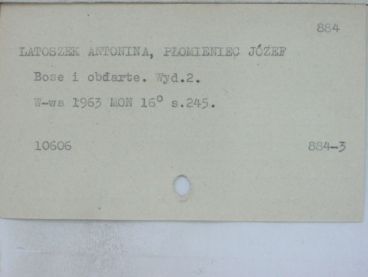 884
LATOSZEK ANTONINA, PŁOMIENIEC JÓZEF
Bose i obdarte. Wyd.2.
W-wa 1963 MON 16° s.245.
10606 884-3